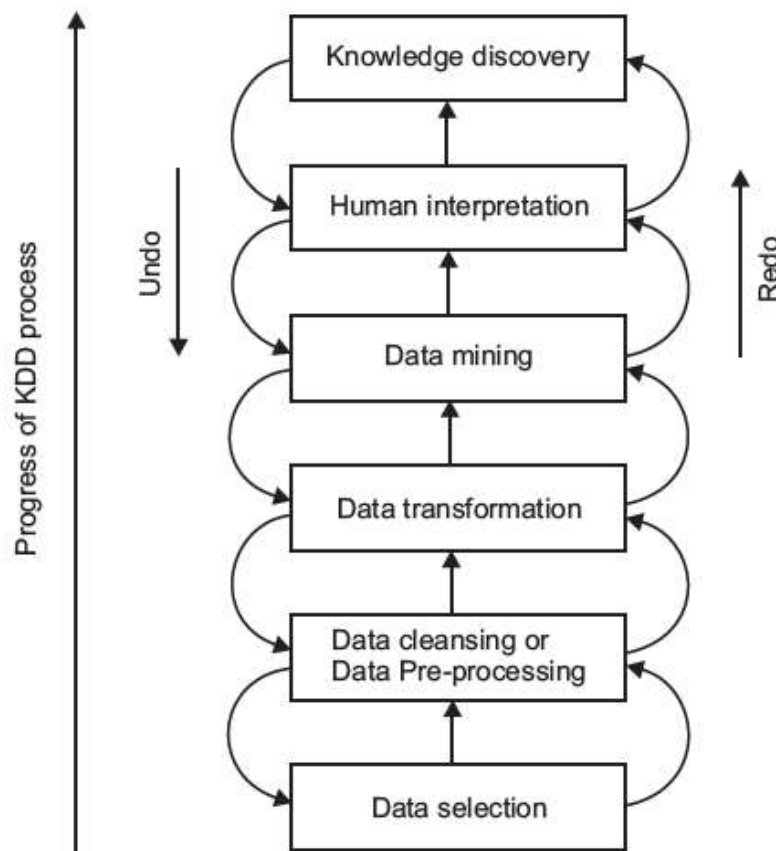 Knowledge discovery
Human interpretation
Data mining
Data transformation
Data cleansing or
Data Pre-processing
Data selection
Undo
Redo
Progress of KDD process